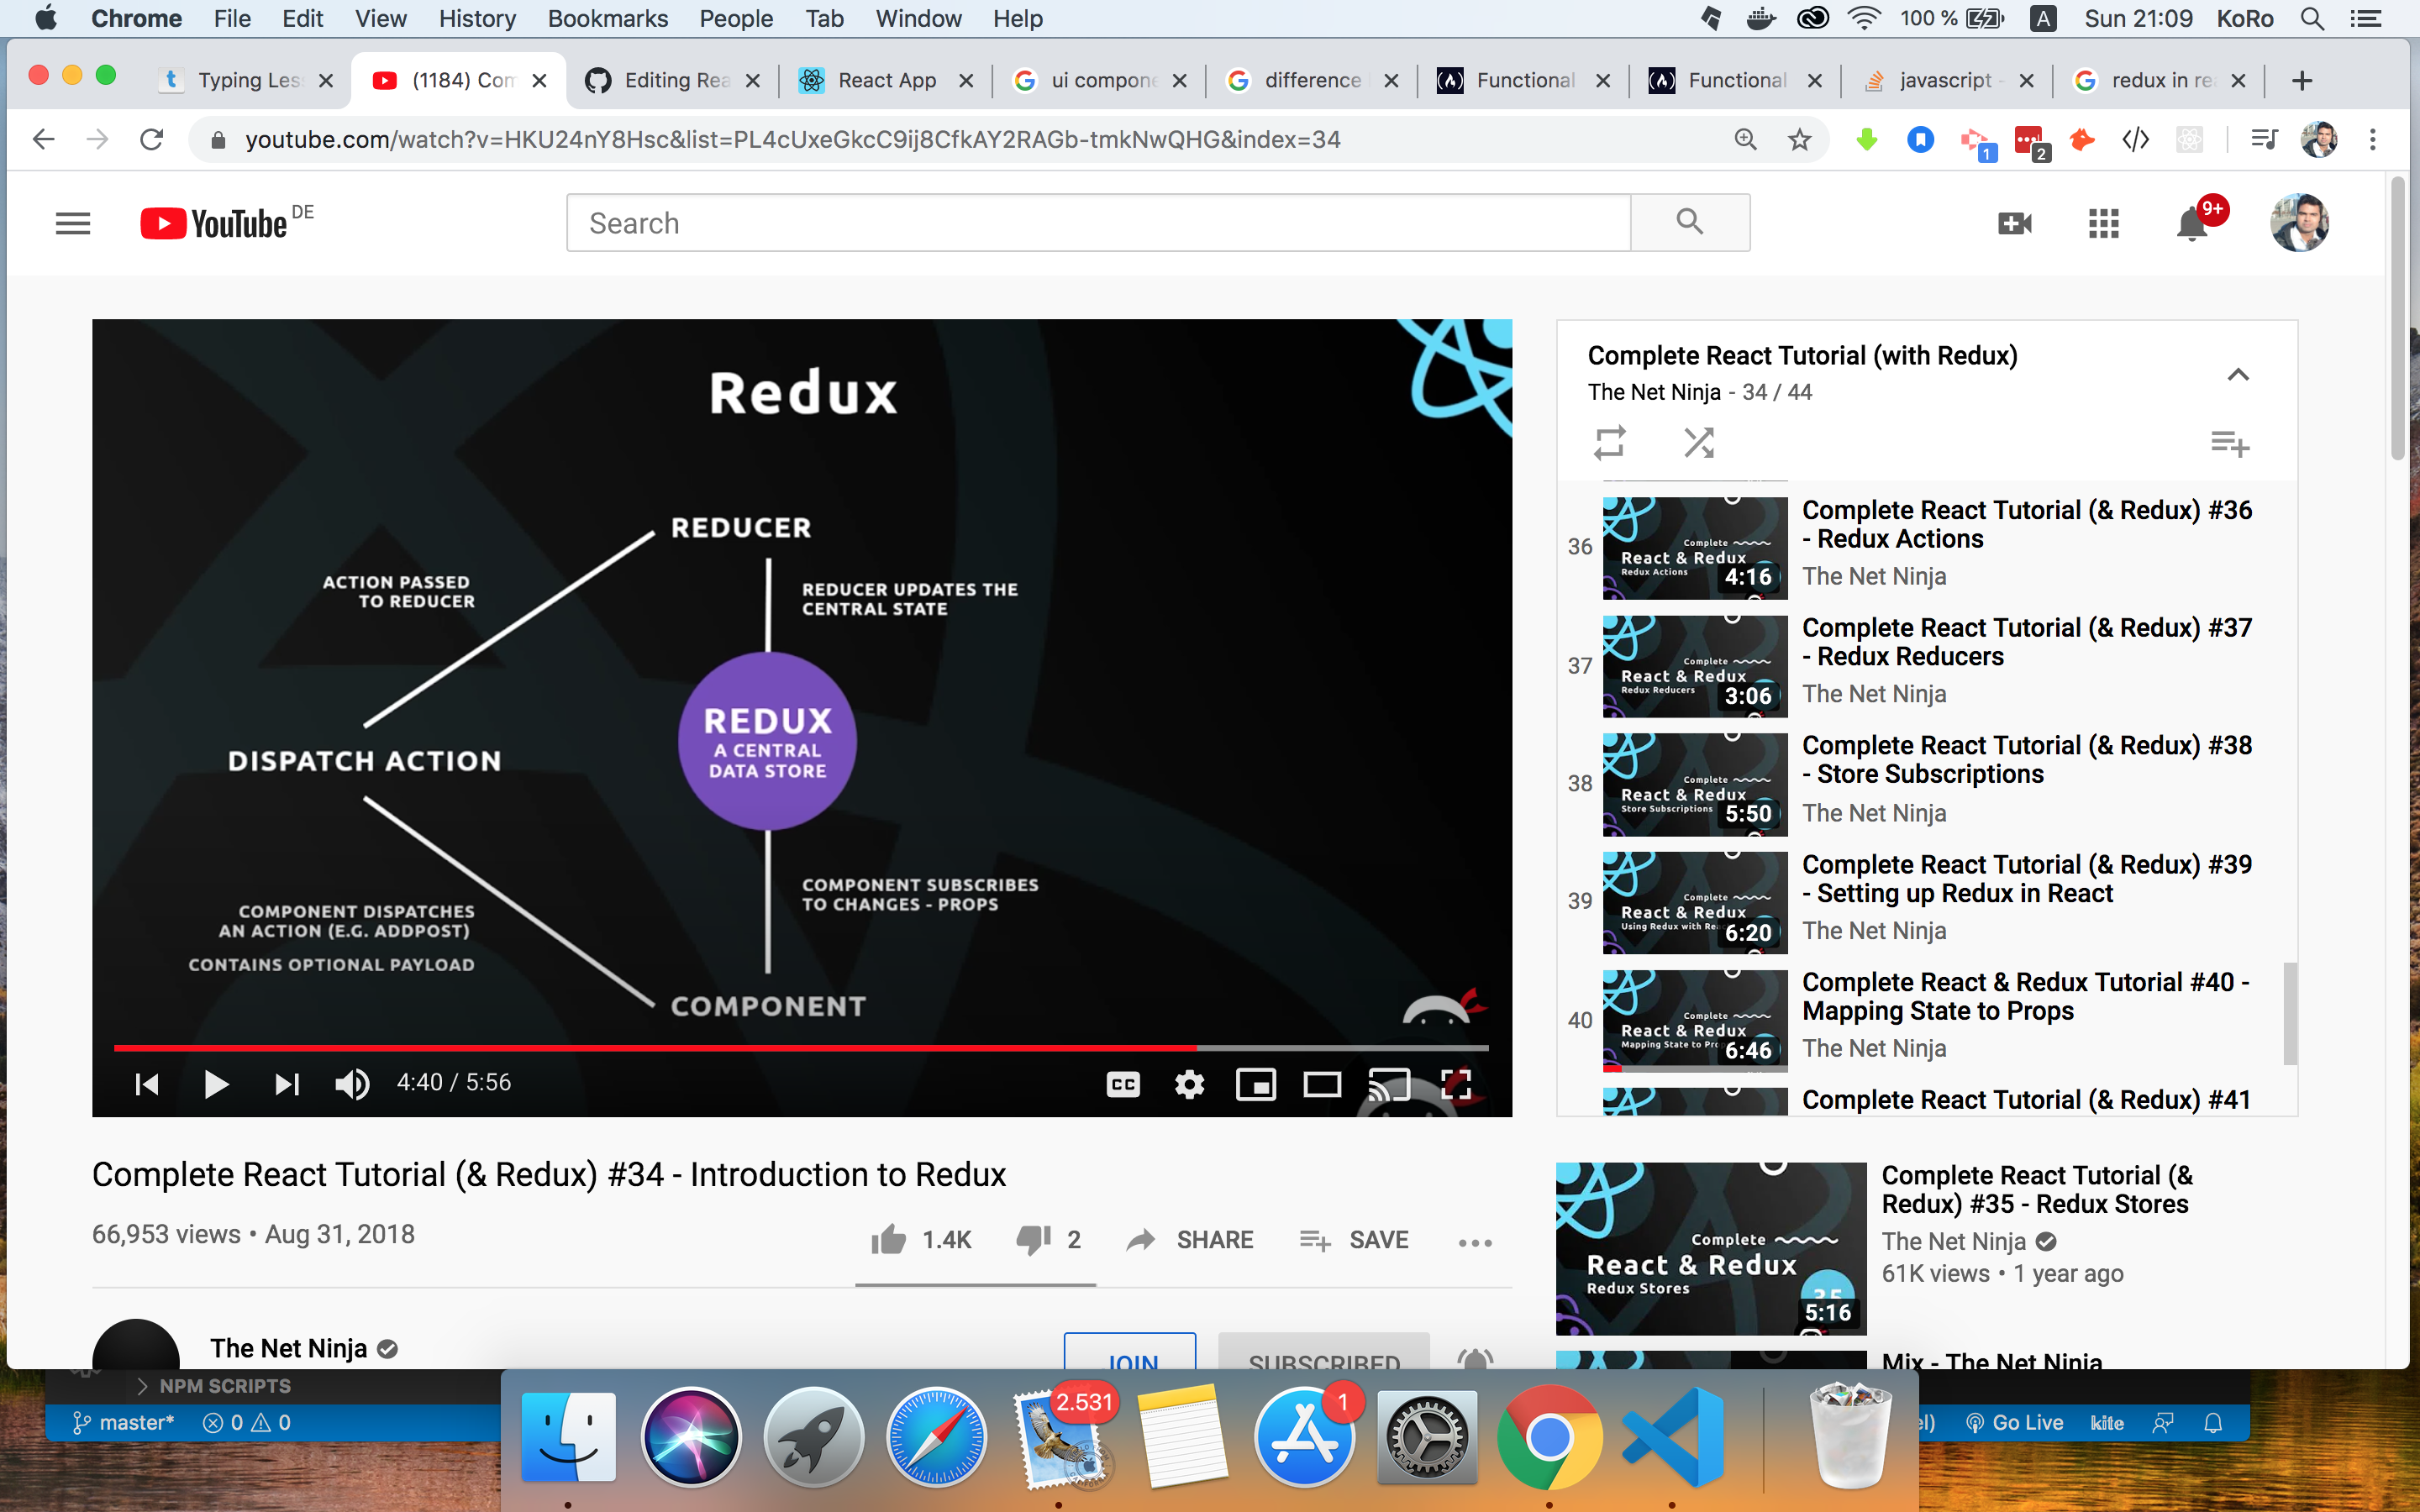 Chrome File Edit View History Bookmarks People Tab Window Help
100 % A Sun 21:09 KoRo
Typing Les
(1184) Com
Editing Rea
React App
ui compone
difference
Functional
Functional
javascript -
redux in re
youtube.com/watch?v=HKU24nY8Hsc&list=PL4cUxeGkcC9ij8CfkAY2RAGb-tmkNwQHG&index=34
1
2
YouTube DE
Search
9+
Redux
REDUCER
ACTION PASSED
TO REDUCER
REDUCER UPDATES THE
CENTRAL STATE
DISPATCH ACTION
REDUX
A CENTRAL
DATA STORE
COMPONENT SUBSCRIBES
TO CHANGES - PROPS
COMPONENT DISPATCHES
AN ACTION (E.G. ADDPOST)
CONTAINS OPTIONAL PAYLOAD
COMPONENT
4:40 / 5:56
CC
Complete React Tutorial (with Redux)
The Net Ninja - 34 / 44
36
Complete
React & Redux
Redux Actions
4:16
Complete React Tutorial (& Redux) #36
- Redux Actions
The Net Ninja
37
Complete
React & Redux
Redux Reducers
3:06
Complete React Tutorial (& Redux) #37
- Redux Reducers
The Net Ninja
38
Complete
React & Redux
Store Subscriptions
5:50
Complete React Tutorial (& Redux) #38
- Store Subscriptions
The Net Ninja
39
Complete
React & Redux
Using Redux with Rea
6:20
Complete React Tutorial (& Redux) #39
- Setting up Redux in React
The Net Ninja
40
Complete
React & Redux
Mapping State to Pro
6:46
Complete React & Redux Tutorial #40 -
Mapping State to Props
The Net Ninja
Complete React Tutorial (& Redux) #41
Complete React Tutorial (& Redux) #34 - Introduction to Redux
66,953 views • Aug 31, 2018
1.4K
2
SHARE
SAVE
The Net Ninja
JOIN
SUBSCRIBED
Complete
React & Redux
Redux Stores
35
5:16
Complete React Tutorial (&
Redux) #35 - Redux Stores
The Net Ninja
61K views • 1 year ago
Mix - The Net Ninja
NPM SCRIPTS
master* 0 0
2.531
1
el) Go Live kite